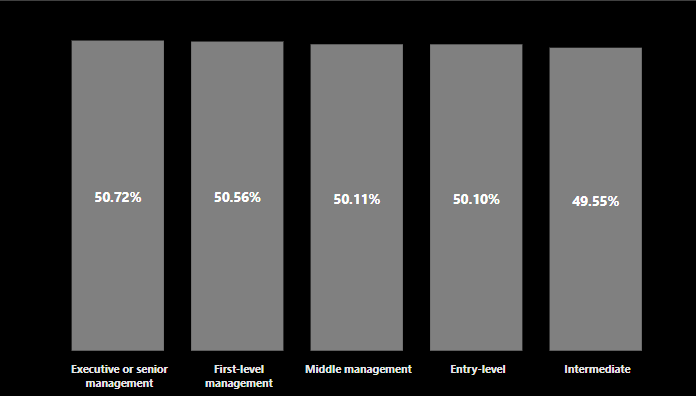 50.72%
50.56%
50.11%
50.10%
49.55%
Executive or senior
management
First-level
management
Middle management
Entry-level
Intermediate